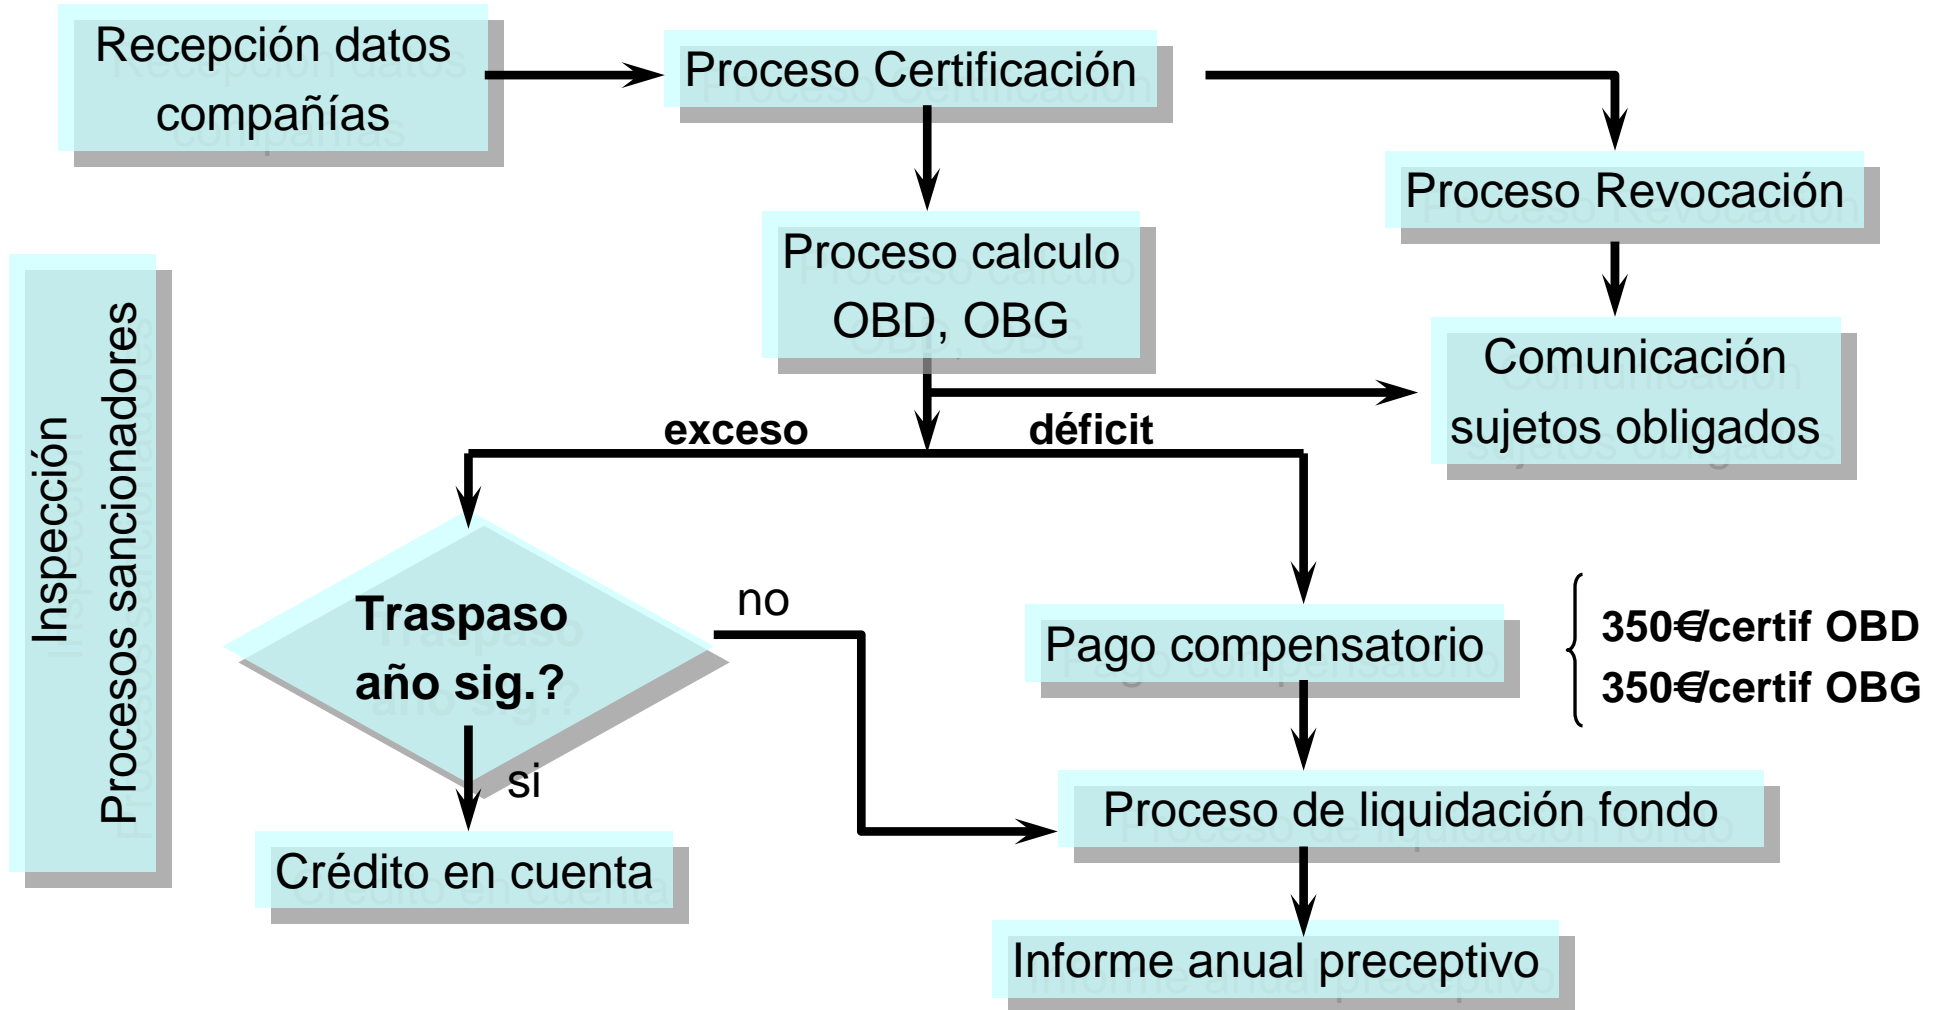 Recepción datos
compañías
Proceso Certificación
Proceso Revocación
Proceso calculo
OBD, OBG
Comunicación
sujetos obligados
exceso
déficit
Inspección
Procesos sancionadores
Traspaso
año sig.?
no
si
Pago compensatorio
350€/certif OBD
350€/certif OBG
Proceso de liquidación fondo
Crédito en cuenta
Informe anual preceptivo